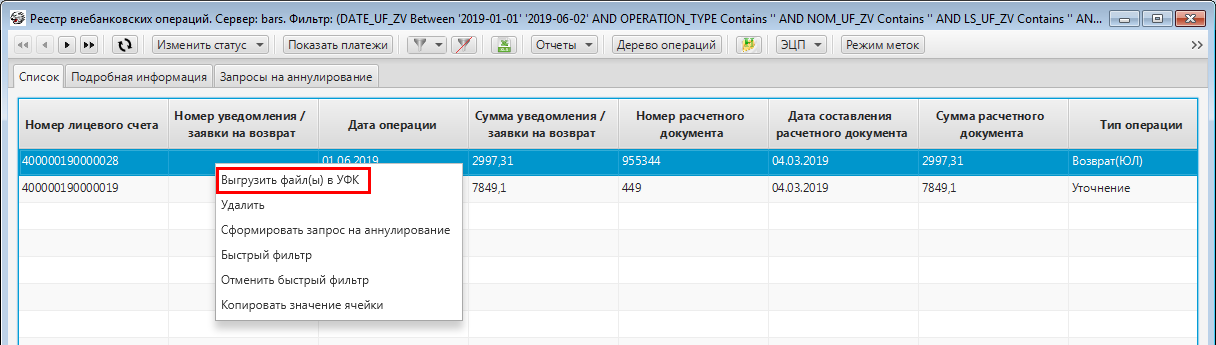 Реестр внебанковских операций. Сервер: bars. Фильтр: (DATE_UF_ZV Between '2019-01-01' '2019-06-02' AND OPERATION_TYPE Contains '' AND NOM_UF_ZV Contains '' AND LS_UF_ZV Contains '' AN...
Изменить статус Показать платежи Отчеты Дерево операций ЭЦП Режим меток
Список Подробная информация Запросы на аннулирование
Номер лицевого счета
Номер уведомления /
заявки на возврат
Дата операции
Сумма уведомления /
заявки на возврат
Номер расчетного
документа
Дата составления
расчетного документа
Сумма расчетного
документа
Тип операции
400000190000028 01.06.2019 2997,31 955344 04.03.2019 2997,31 Возврат(ЮЛ)
400000190000019 7849,1 449 04.03.2019 7849,1 Уточнение
Выгрузить файл(ы) в УФК
Удалить
Сформировать запрос на аннулирование
Быстрый фильтр
Отменить быстрый фильтр
Копировать значение ячейки